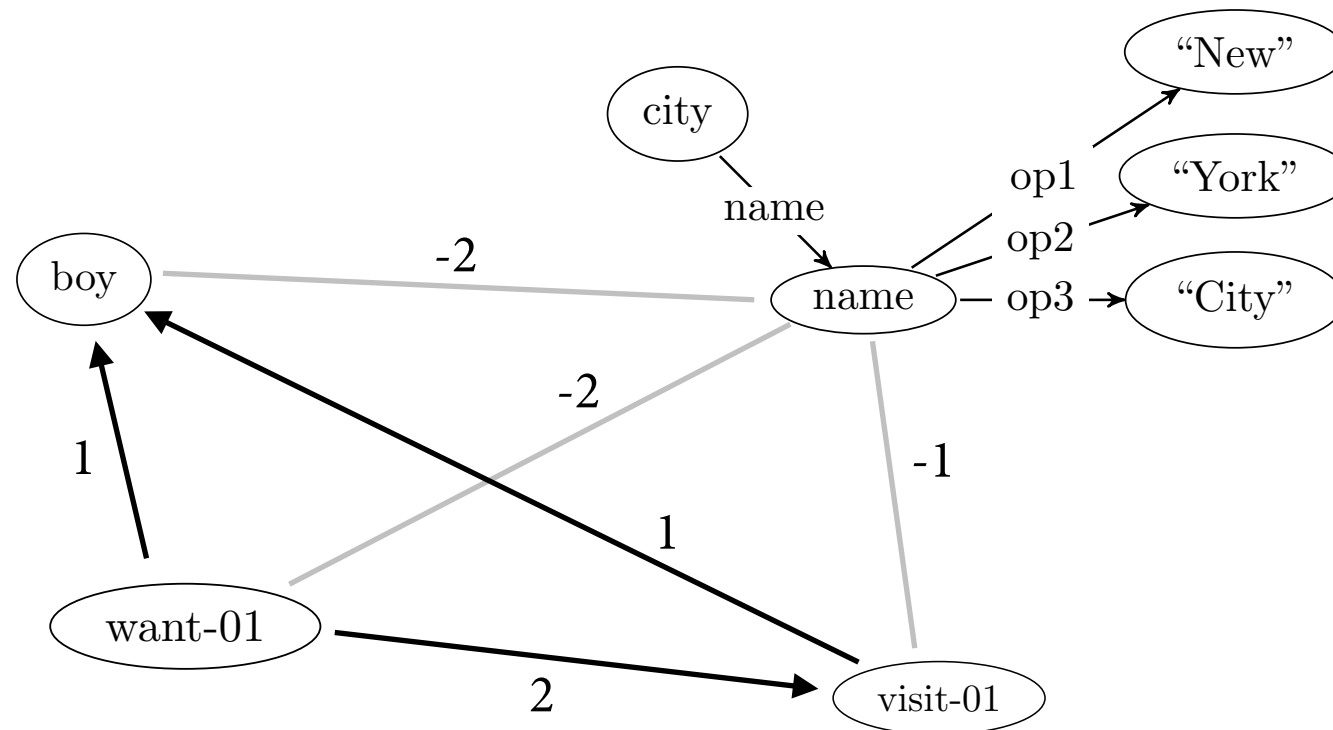 “New”
city
op1
“York”
name
op2
-2
boy
name
op3
“City”
-2
1
-1
1
want-01
2
visit-01